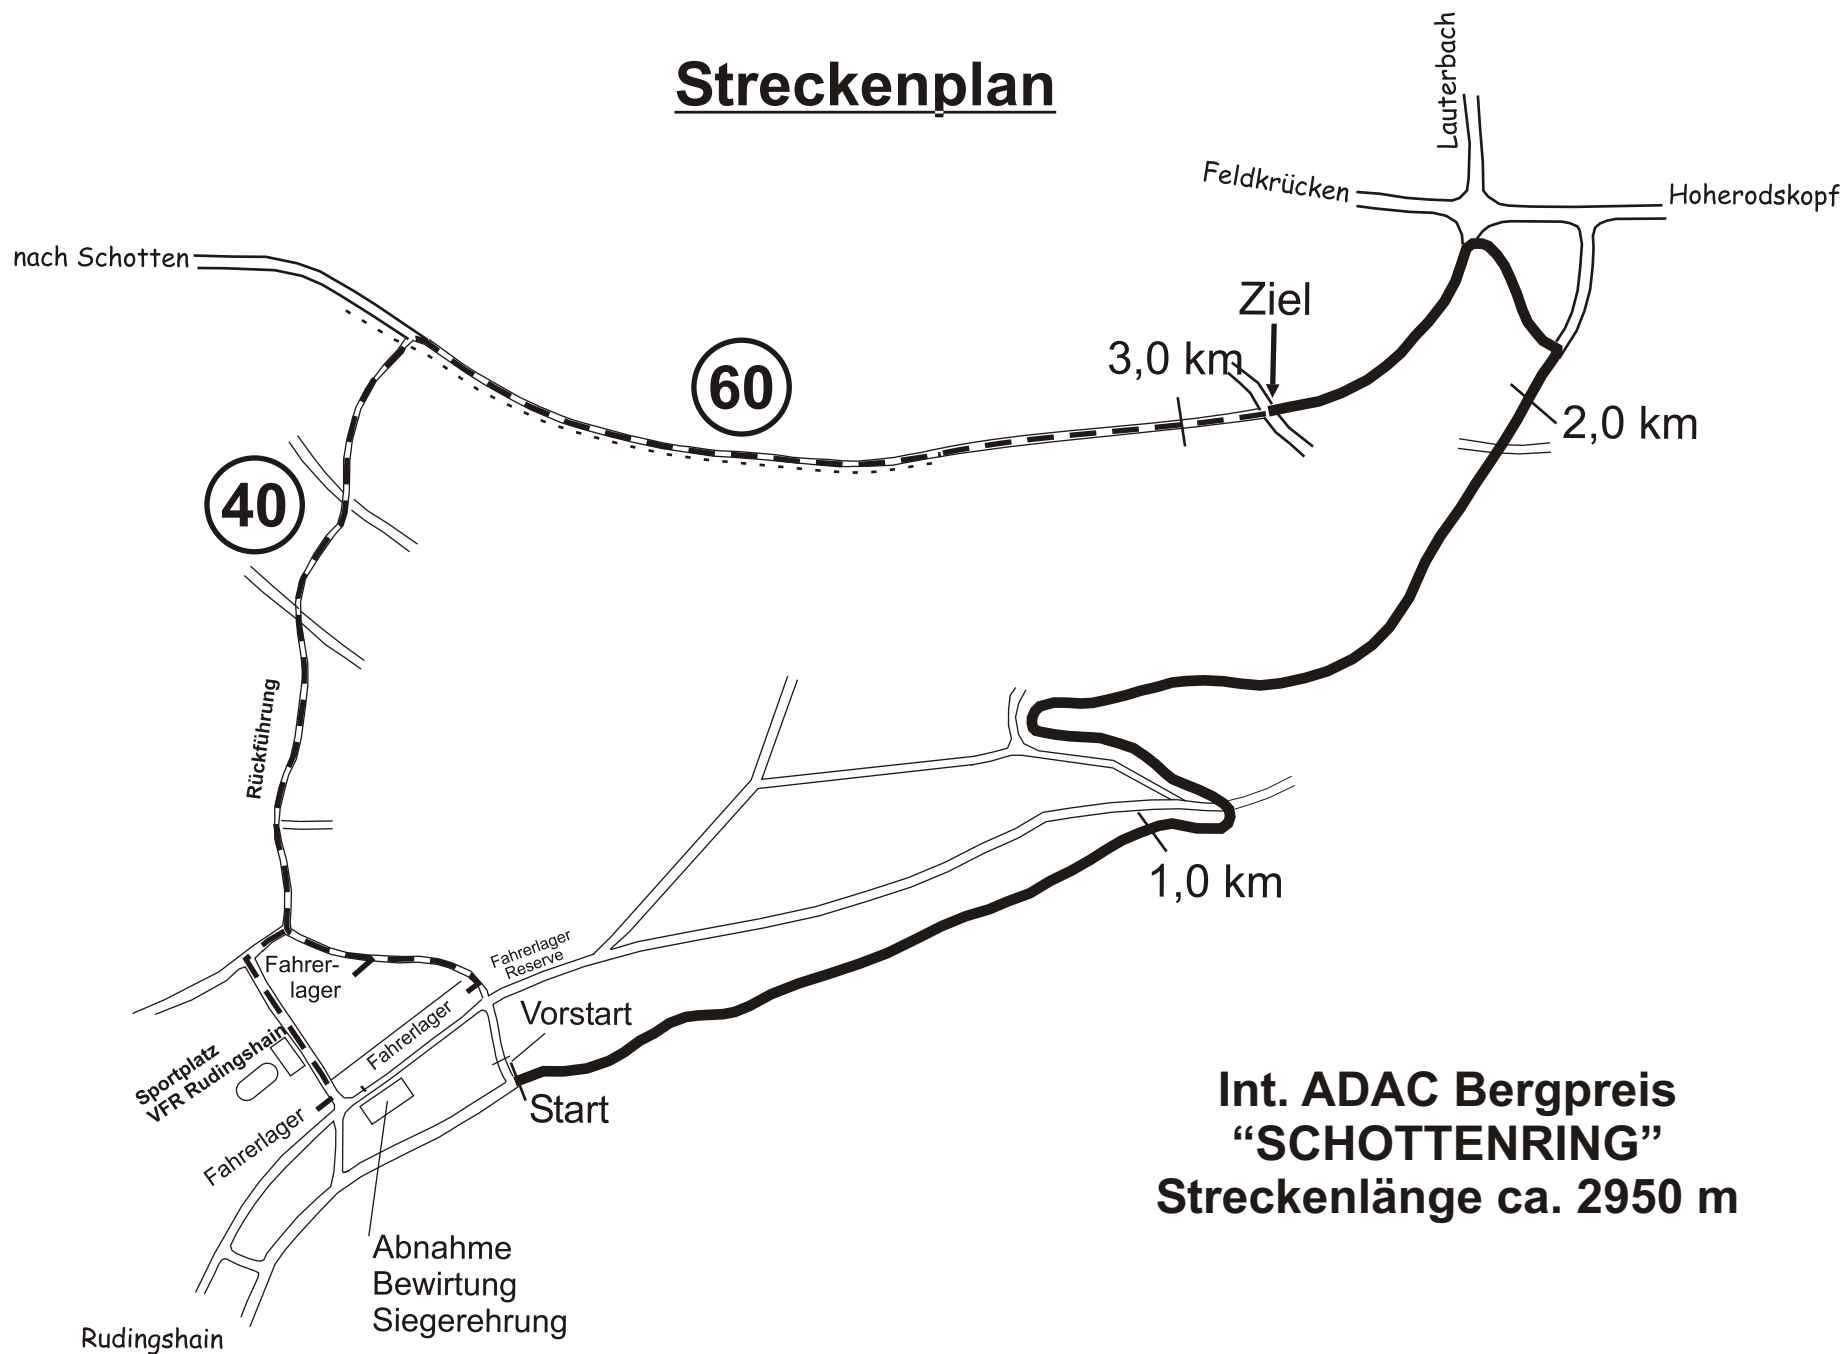 Streckenplan
Lauterbach
Feldkrücken
Hoherodskopf
nach Schotten
Ziel
3,0 km
60
2,0 km
40
Rückführung
1,0 km
Fahrerlager
Reserve
Fahrer-
lager
Vorstart
Fahrerlager
Sportplatz
VFR Rudingshain
Start
Fahrerlager
Int. ADAC Bergpreis
“SCHOTTENRING”
Streckenlänge ca. 2950 m
Abnahme
Bewirtung
Siegerehrung
Rudingshain